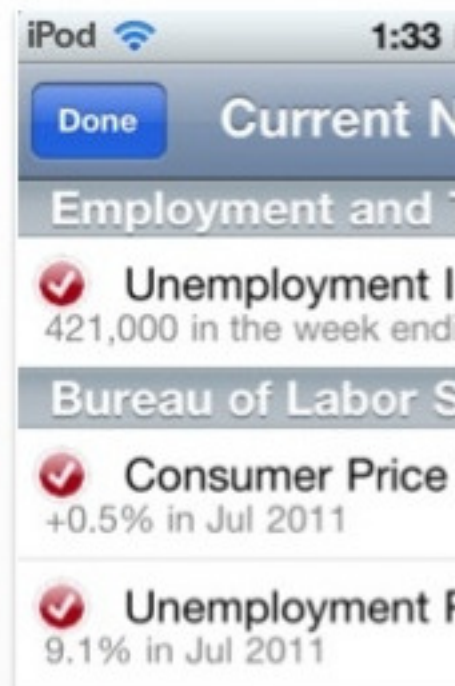 iPod 1:33
Done Current N
Employment and T
Unemployment I
421,000 in the week endi
Bureau of Labor S
Consumer Price
+0.5% in Jul 2011
Unemployment R
9.1% in Jul 2011